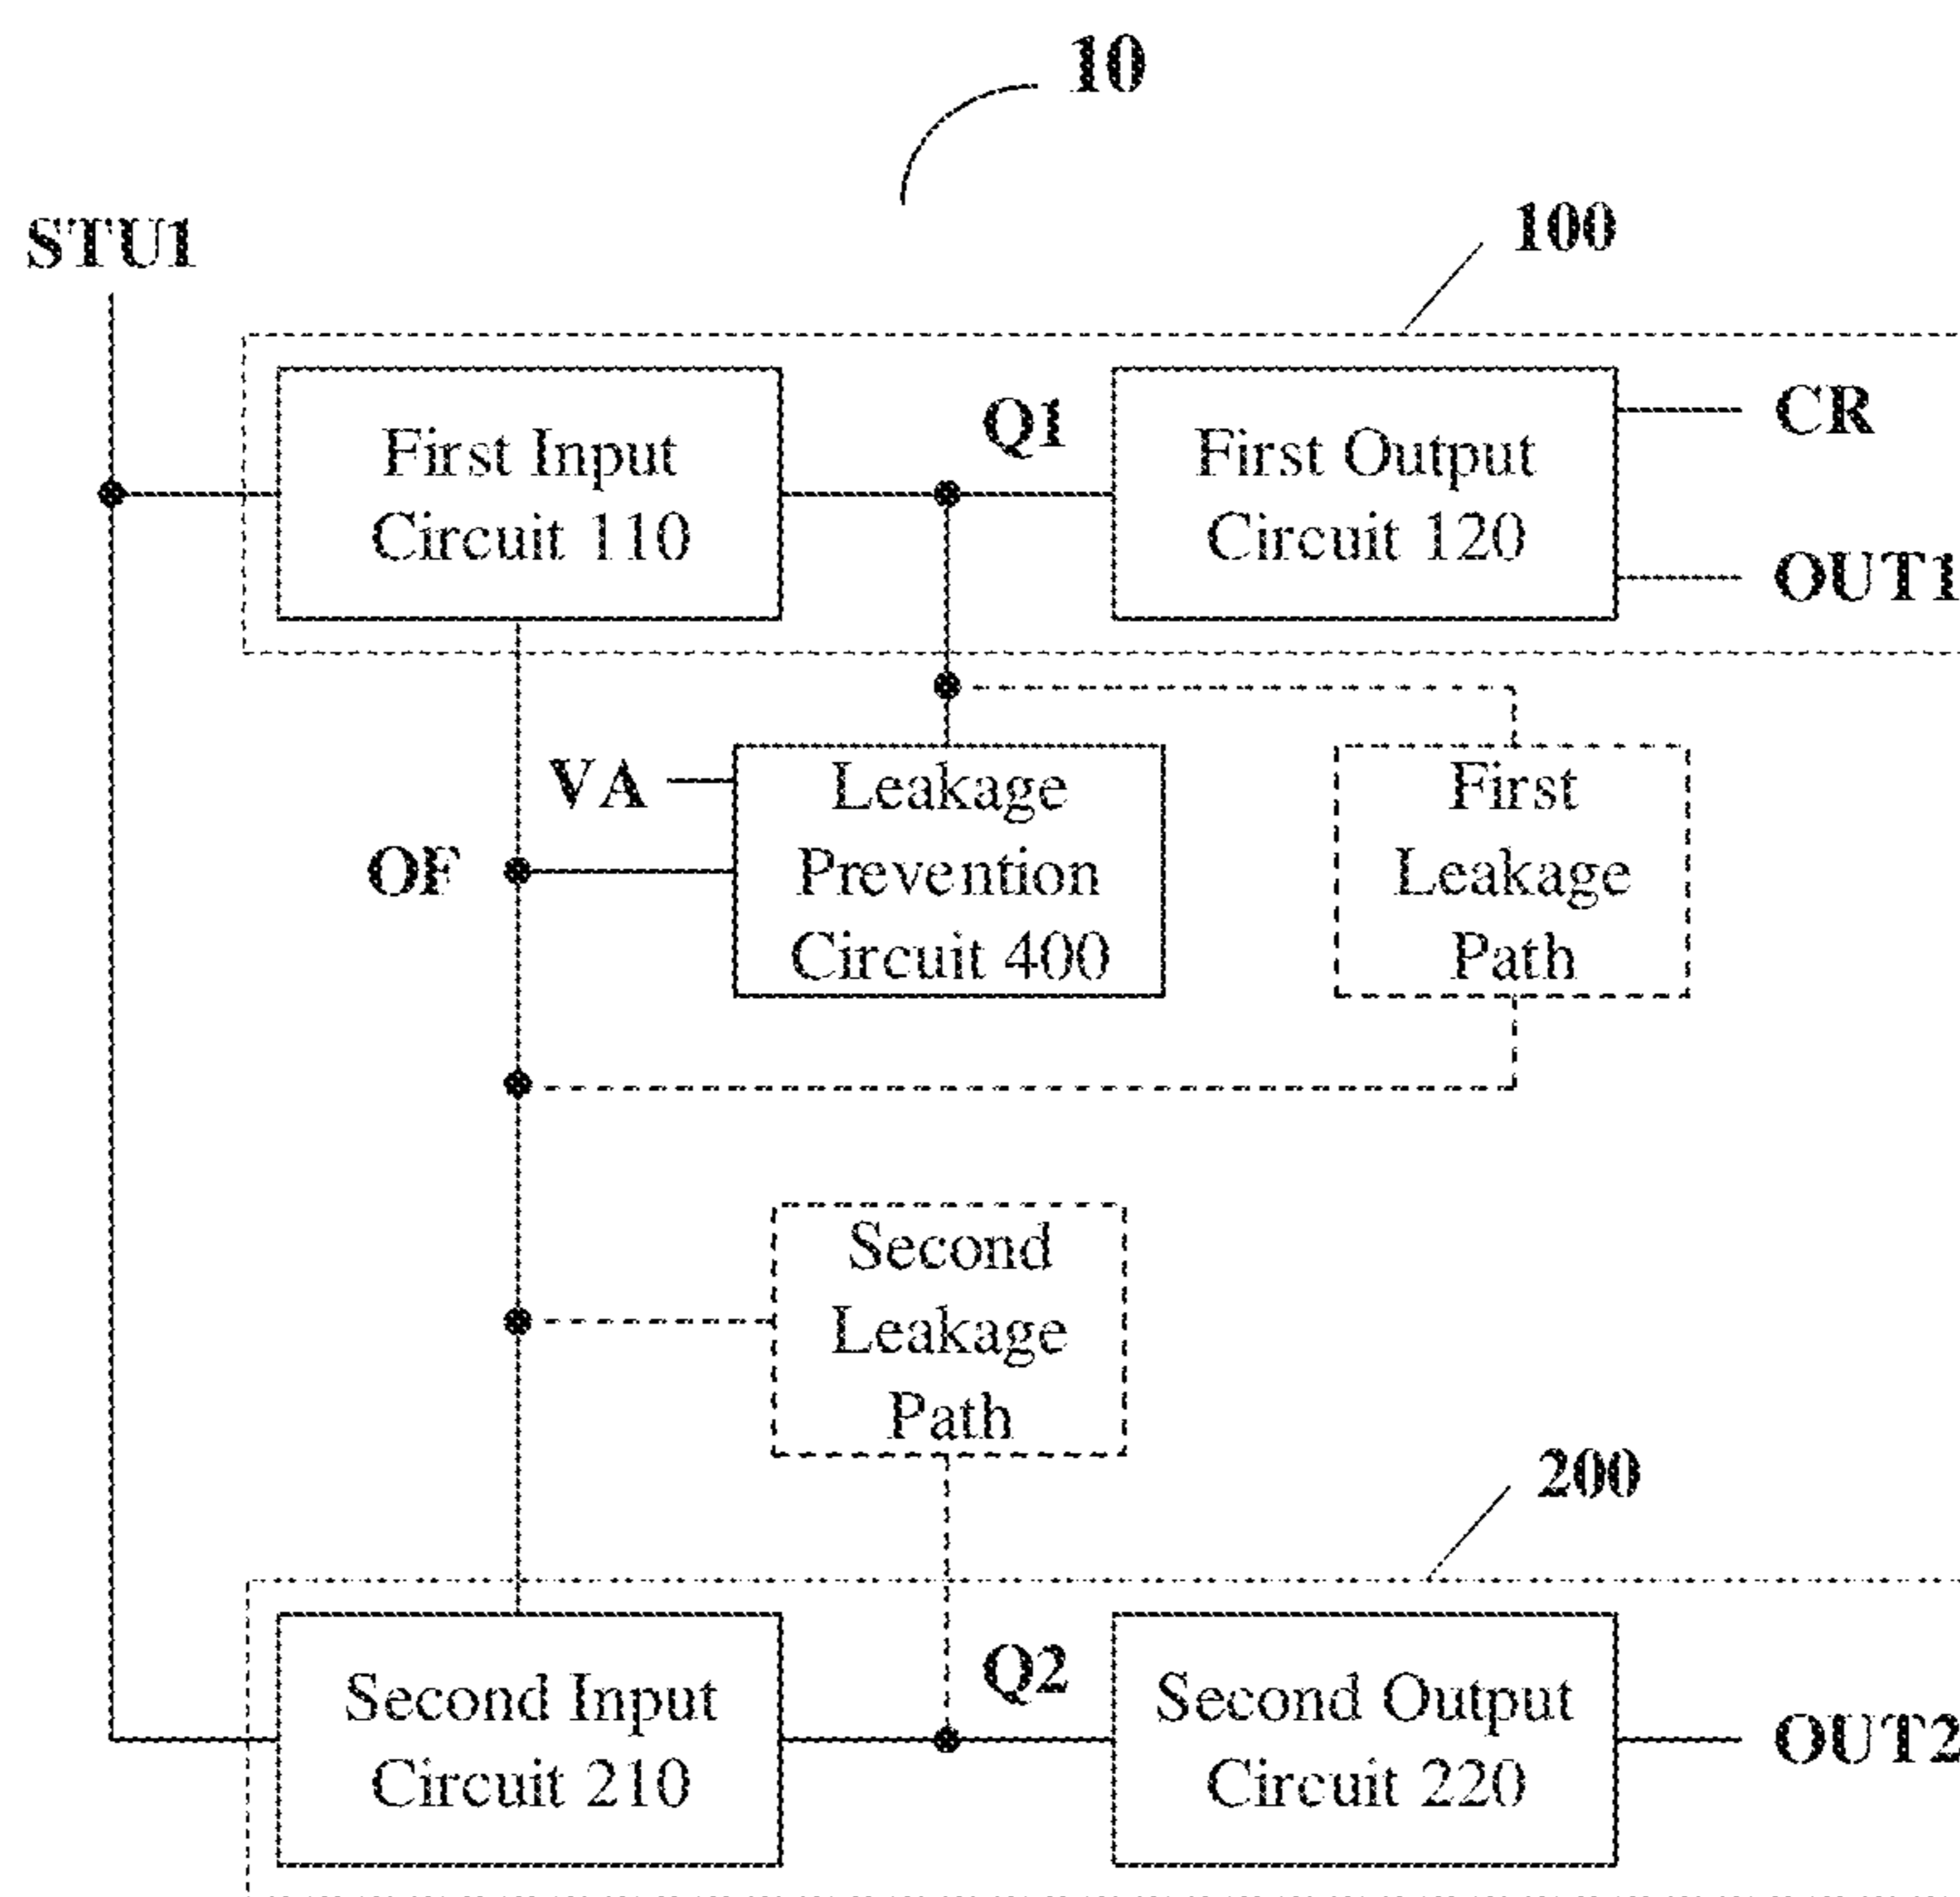 10
STU1
100
First Input
Circuit 110
Q1
First Output
Circuit 120
CR
OUT1
VA
OF
Leakage
Prevention
Circuit 400
First
Leakage
Path
Second
Leakage
Path
200
Second Input
Circuit 210
Q2
Second Output
Circuit 220
OUT2